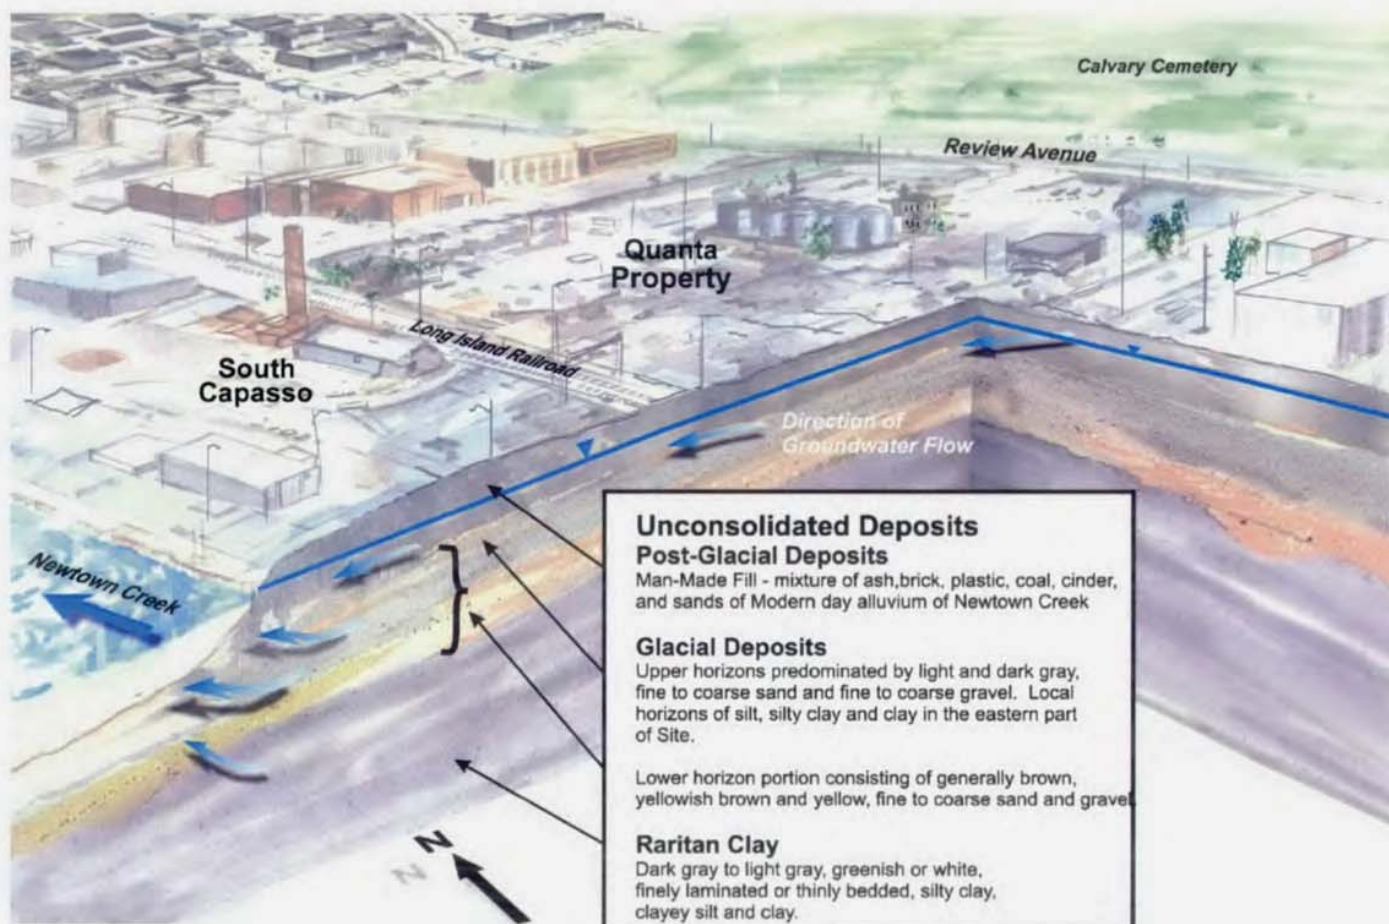 Calvary Cemetery
Review Avenue
Quanta
Property
Long Island Railroad
South
Capasso
Direction of
Groundwater Flow
Newtown Creek
Unconsolidated Deposits
Post-Glacial Deposits
Man-Made Fill - mixture of ash,brick, plastic, coal, cinder,
and sands of Modern day alluvium of Newtown Creek
Glacial Deposits
Upper horizons predominated by light and dark gray,
fine to coarse sand and fine to coarse gravel. Local
horizons of silt, silty clay and clay in the eastern part
of Site.
Lower horizon portion consisting of generally brown,
yellowish brown and yellow, fine to coarse sand and gravel
Raritan Clay
Dark gray to light gray, greenish or white,
finely laminated or thinly bedded, silty clay,
clayey silt and clay.
N
N